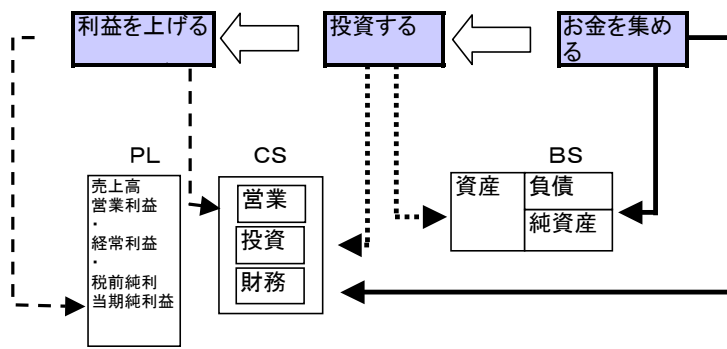 利益を上げる
投資する
お金を集め
る
PL
CS
BS
売上高
営業利益
・
経常利益
・
税前純利
当期純利益
営業
投資
財務
資産
負債
純資産